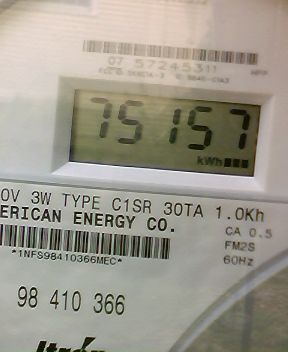 07 57245311
75157
kWh
0V 3W TYPE C1SR 30TA 1.0Kh
ERICAN ENERGY CO.
CA 0.5
FM2S
60Hz
*1NFS98410366MEC*
98 410 366
Itron